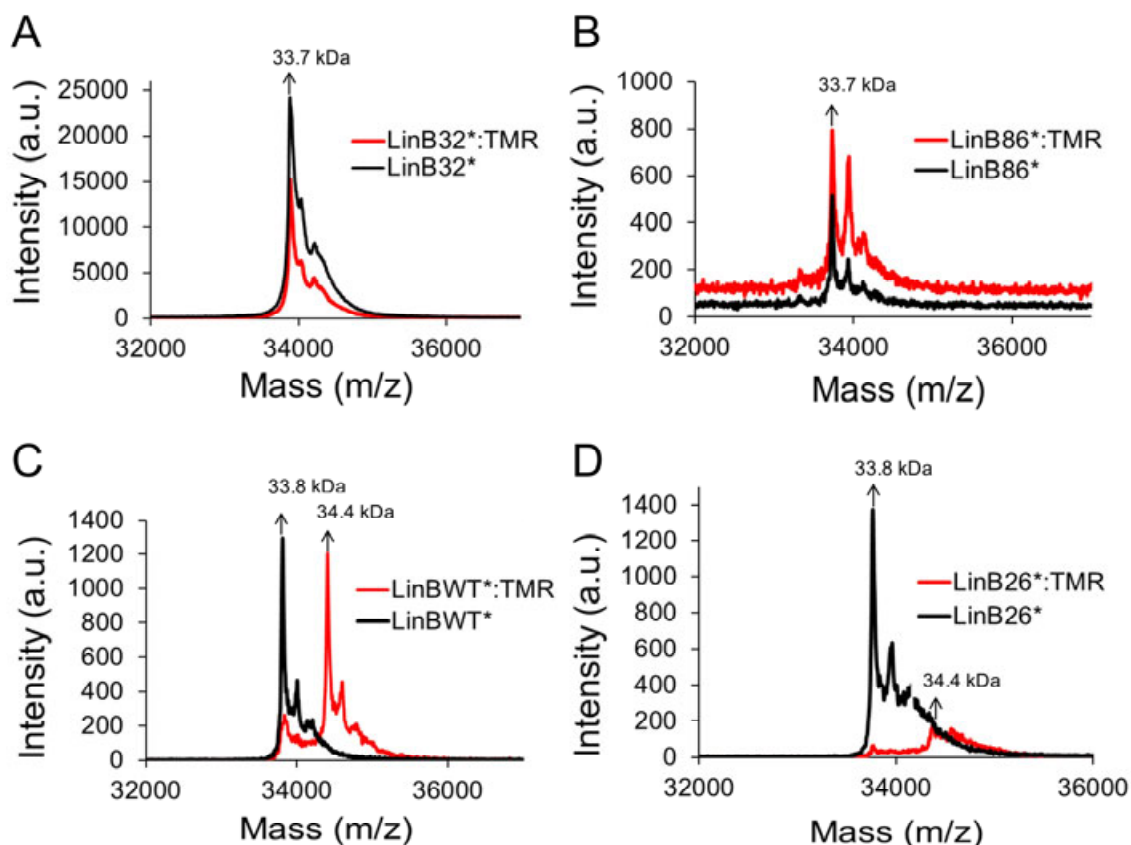 A
33.7 kDa
25000
20000
15000
10000
5000
0
Intensity (a.u.)
LinB32*:TMR
LinB32*
32000 34000 36000
Mass (m/z)
B
33.7 kDa
1000
800
600
400
200
0
Intensity (a.u.)
LinB86*:TMR
LinB86*
32000 34000 36000
Mass (m/z)
C
33.8 kDa
34.4 kDa
1400
1200
1000
800
600
400
200
0
Intensity (a.u.)
LinBWT*:TMR
LinBWT*
32000 34000 36000
Mass (m/z)
D
33.8 kDa
1400
1200
1000
800
600
400
200
0
Intensity (a.u.)
LinB26*:TMR
LinB26*
34.4 kDa
32000 34000 36000
Mass (m/z)